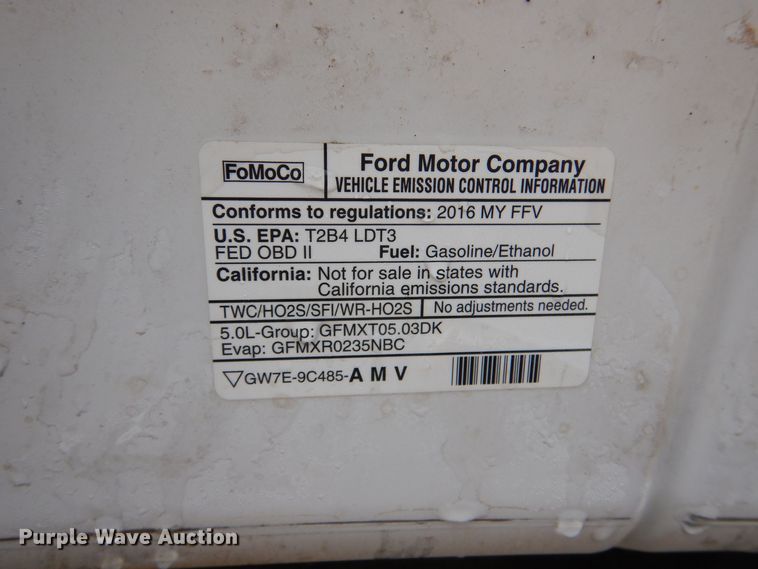 FoMoCo
Ford Motor Company
VEHICLE EMISSION CONTROL INFORMATION
Conforms to regulations: 2016 MY FFV
U.S. EPA: T2B4 LDT3
FED OBD II Fuel: Gasoline/Ethanol
California: Not for sale in states with
California emissions standards.
TWC/HO2S/SFI/WR-HO2S No adjustments needed.
5.0L-Group: GFMXT05.03DK
Evap: GFMXR0235NBC
▽GW7E-9C485-A M V
Purple Wave Auction